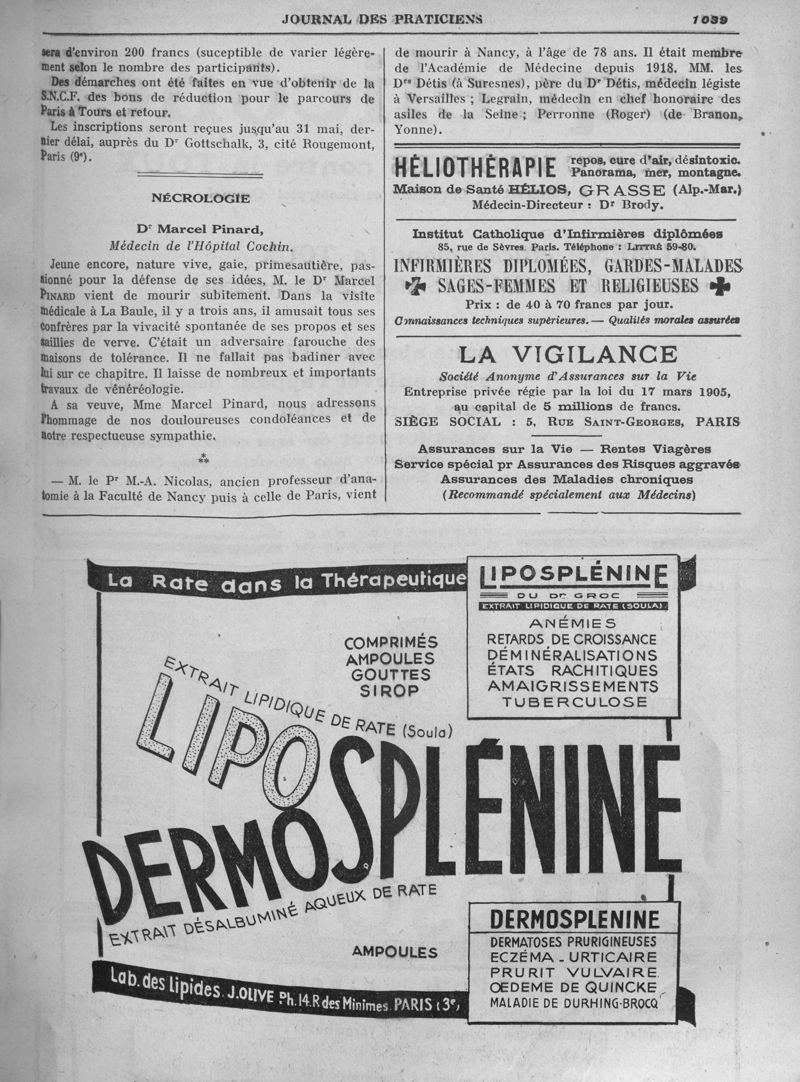 JOURNAL DES PRATICIENS
1039
sera d'environ 200 francs (suceptible de varier légère-
ment selon le nombre des participants).
Des démarches ont été faites en vue d'obtenir de la
S.N.C.F. des bons de réduction pour le parcours de
Paris à Tours et retour.
Les inscriptions seront reçues jusqu'au 31 mai, der-
nier délai, auprès du Dr Gottschalk, 3, cité Rougemont,
Paris (9e).
NÉCROLOGIE
Dr Marcel Pinard,
Médecin de l'Hôpital Cochin.
Jeune encore, nature vive, gaie, primesautière, pas-
sionné pour la défense de ses idées, M. le Dr Marcel
PINARD vient de mourir subitement. Dans la visite
médicale à La Baule, il y a trois ans, il amusait tous ses
confrères par la vivacité spontanée de ses propos et ses
saillies de verve. C'était un adversaire farouche des
maisons de tolérance. Il ne fallait pas badiner avec
lui sur ce chapitre. Il laisse de nombreux et importants
travaux de vénéréologie.
A sa veuve, Mme Marcel Pinard, nous adressons
l'hommage de nos douloureuses condoléances et de
notre respectueuse sympathie.
*
**
— M. le Pr M.-A. Nicolas, ancien professeur d'ana-
tomie à la Faculté de Nancy puis à celle de Paris, vient
de mourir à Nancy, à l'âge de 78 ans. Il était membre
de l'Académie de Médecine depuis 1918. MM. les
Drs Détis (à Suresnes), père du Dr Détis, médecin légiste
à Versailles ; Legrain, médecin en chef honoraire des
asiles de la Seine ; Perronne (Roger) (de Branon,
Yonne).
HÉLIOTHÉRAPIE repos, cure d'air, désintoxic.
Panorama, mer, montagne.
Maison de Santé HÉLIOS, GRASSE (Alp.-Mar.)
Médecin-Directeur : Dr Brody.
Institut Catholique d'Infirmières diplômées
85, rue de Sèvres. Paris. Téléphone : LITTRÉ 59-80.
INFIRMIÈRES DIPLOMÉES, GARDES-MALADES
SAGES-FEMMES ET RELIGIEUSES
Prix : de 40 à 70 francs par jour.
Connaissances techniques supérieures. — Qualités morales assurées
LA VIGILANCE
Société Anonyme d'Assurances sur la Vie
Entreprise privée régie par la loi du 17 mars 1905,
au capital de 5 millions de francs.
SIÈGE SOCIAL : 5, RUE SAINT-GEORGES, PARIS
Assurances sur la Vie — Rentes Viagères
Service spécial pr Assurances des Risques aggravés
Assurances des Maladies chroniques
(Recommandé spécialement aux Médecins)
La Rate dans la Thérapeutique
LIPOSPLÉNINE
DU DR GROC
EXTRAIT LIPIDIQUE DE RATE (SOULA)
ANÉMIES
RETARDS DE CROISSANCE
DÉMINÉRALISATIONS
ÉTATS RACHITIQUES
AMAIGRISSEMENTS
TUBERCULOSE
COMPRIMÉS
AMPOULES
GOUTTES
SIROP
EXTRAIT LIPIDIQUE DE RATE (Soula)
LIPO
DERMOSPLÉNINE
EXTRAIT DÉSALBUMINÉ AQUEUX DE RATE
AMPOULES
DERMOSPLENINE
DERMATOSES PRURIGINEUSES
ECZÉMA - URTICAIRE
PRURIT VULVAIRE
ŒDEME DE QUINCKE
MALADIE DE DURHING-BROCQ
Lab. des Lipides. J.OLIVE Ph. 14. R des Minimes. PARIS (3e)